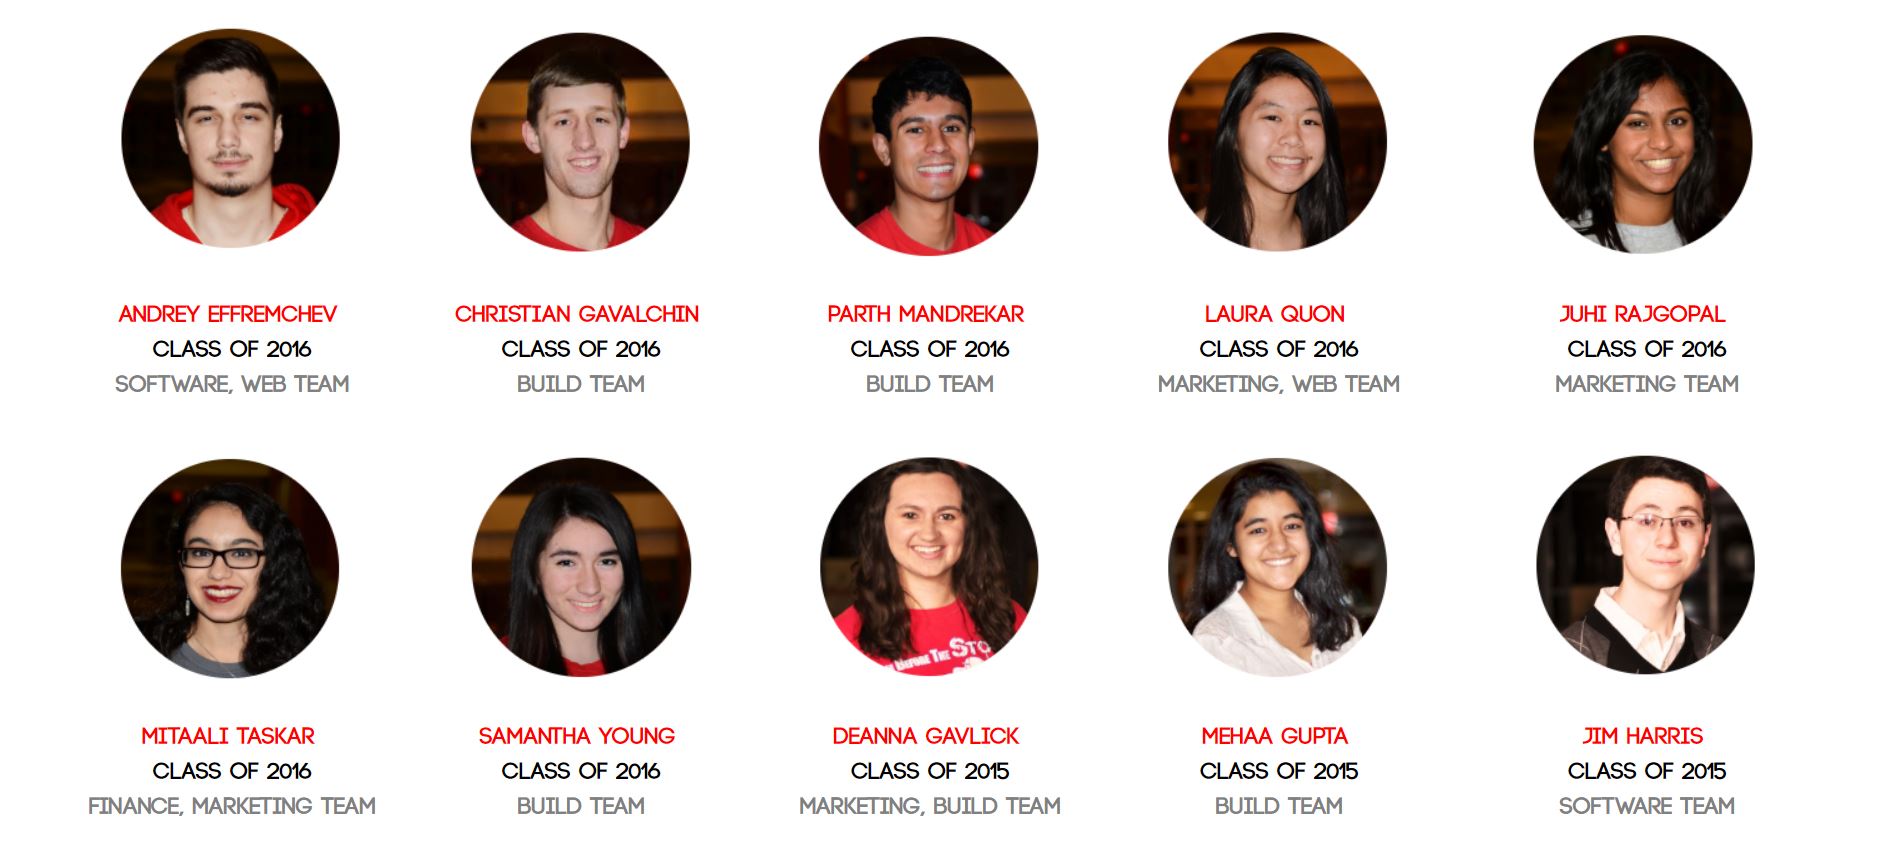 ANDREY EFFREMCHEV
CLASS OF 2016
SOFTWARE, WEB TEAM
CHRISTIAN GAVALCHIN
CLASS OF 2016
BUILD TEAM
PARTH MANDREKAR
CLASS OF 2016
BUILD TEAM
LAURA QUON
CLASS OF 2016
MARKETING, WEB TEAM
JUHI RAJGOPAL
CLASS OF 2016
MARKETING TEAM
MITAALI TASKAR
CLASS OF 2016
FINANCE, MARKETING TEAM
SAMANTHA YOUNG
CLASS OF 2016
BUILD TEAM
BEFORE THE STO
DEANNA GAVLICK
CLASS OF 2015
MARKETING, BUILD TEAM
MEHAA GUPTA
CLASS OF 2015
BUILD TEAM
JIM HARRIS
CLASS OF 2015
SOFTWARE TEAM